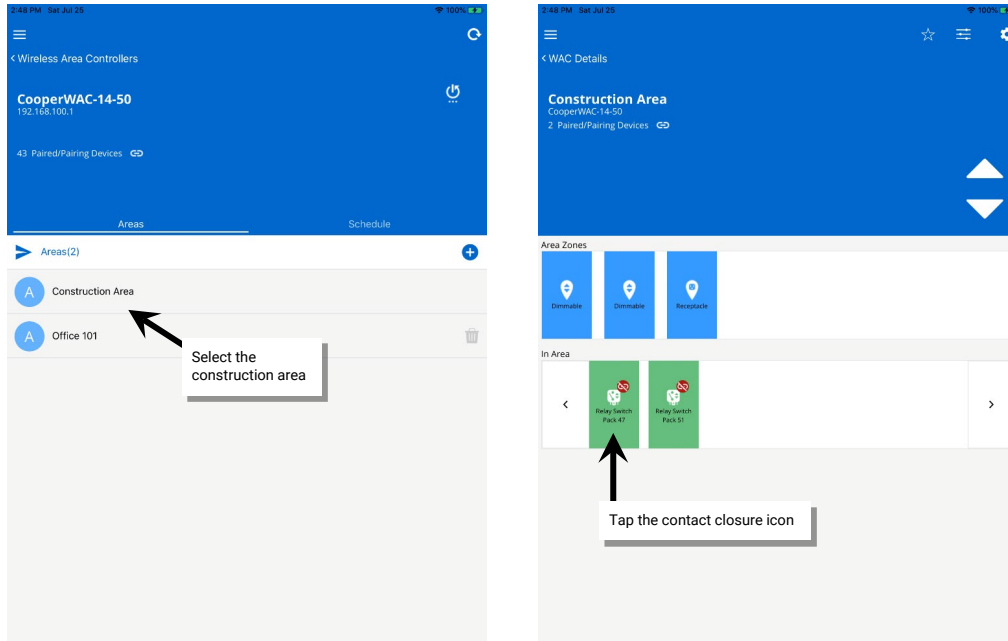 2:48 PM Sat Jul 25
100%
< Wireless Area Controllers
CooperWAC-14-50
192.168.100.1
43 Paired/Pairing Devices
Areas
Schedule
Areas(2)
A
Construction Area
A
Office 101
Select the
construction area
2:48 PM Sat Jul 25
100%
< WAC Details
Construction Area
CooperWAC-14-50
2 Paired/Pairing Devices
Area Zones
Dimmable
Dimmable
Receptacle
In Area
Relay Switch
Pack 47
Relay Switch
Pack 51
Tap the contact closure icon